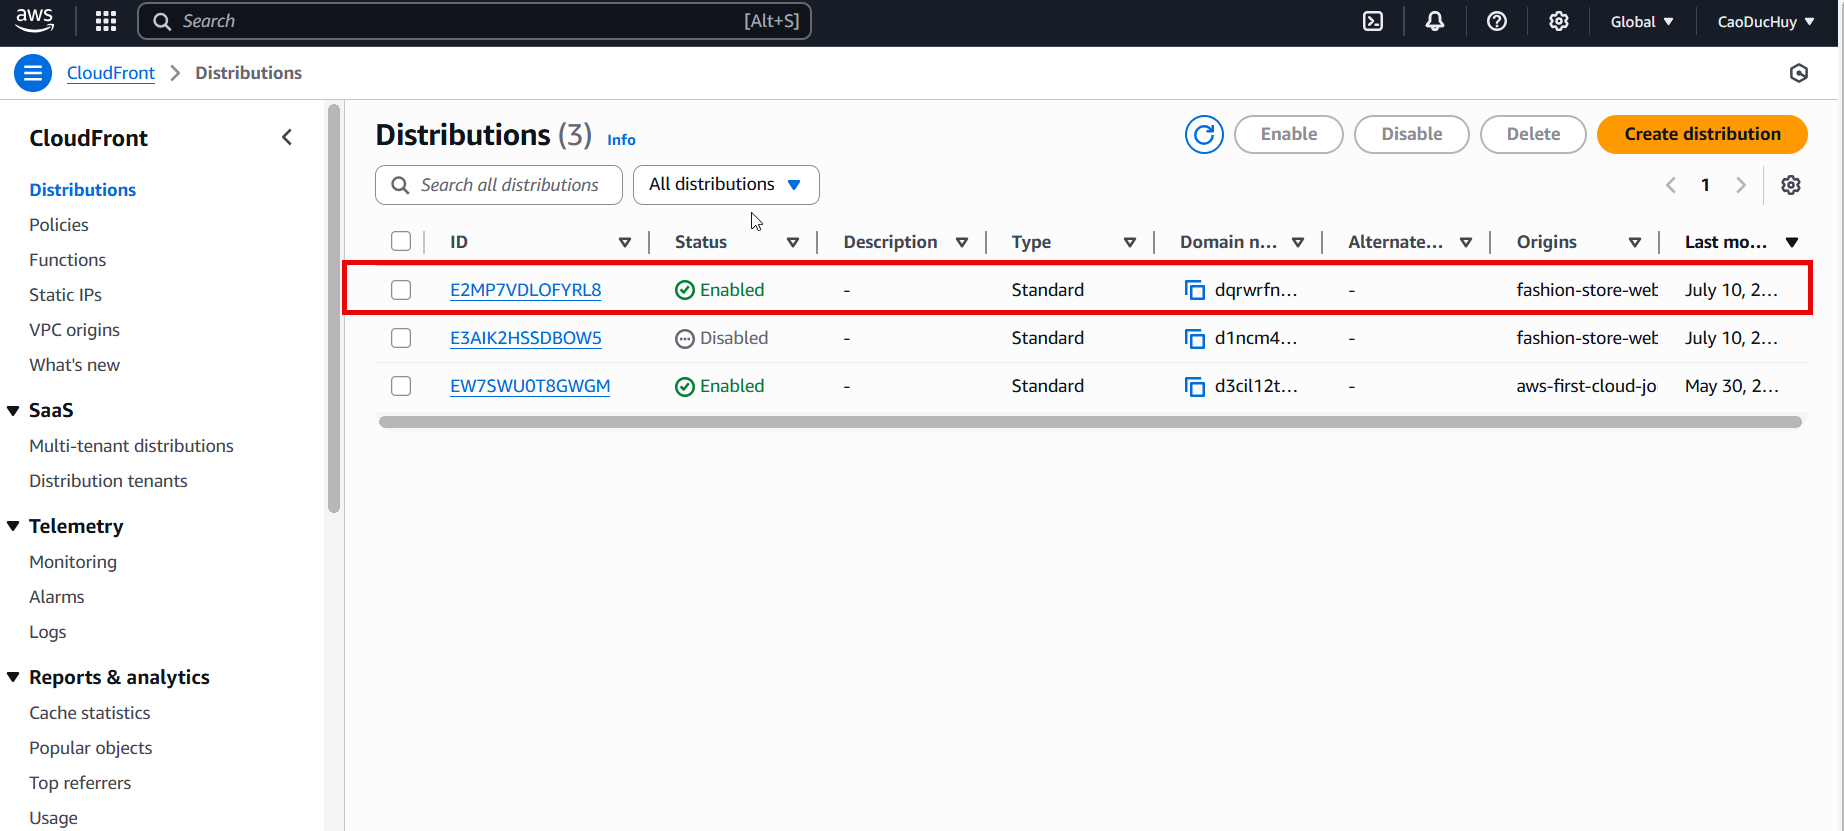 aws Search [Alt+S] Global CaoDucHuy
CloudFront Distributions
CloudFront
Distributions
Policies
Functions
Static IPs
VPC origins
What's new
SaaS
Multi-tenant distributions
Distribution tenants
Telemetry
Monitoring
Alarms
Logs
Reports & analytics
Cache statistics
Popular objects
Top referrers
Usage
Distributions (3) Info Enable Disable Delete Create distribution
Search all distributions All distributions 1
ID Status Description Type Domain n... Alternate... Origins Last mo...
E2MP7VDLOFYRL8 Enabled - Standard dqrwrfn... - fashion-store-web July 10, 2...
E3AIK2HSSDBOW5 Disabled - Standard d1ncm4... - fashion-store-web July 10, 2...
EW7SWU0T8GWGM Enabled - Standard d3cil12t... - aws-first-cloud-jo May 30, 2...